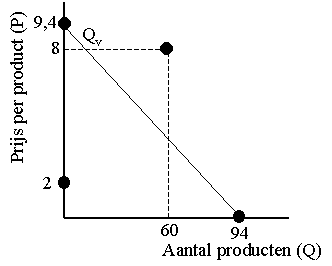 9,4
8
Qv
Prijs per product (P)
2
60
94
Aantal producten (Q)